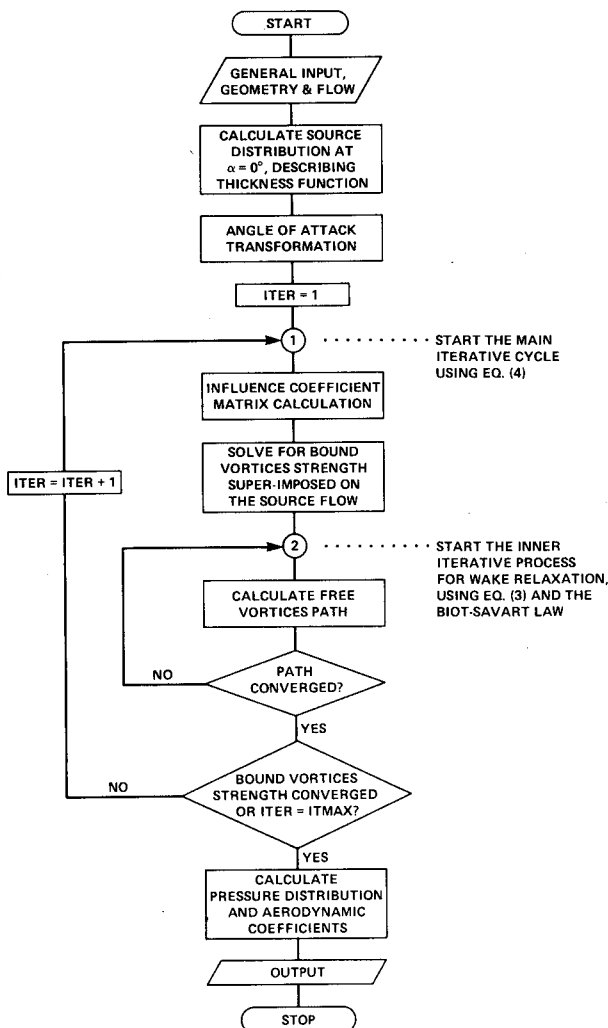 START
GENERAL INPUT,
GEOMETRY & FLOW
CALCULATE SOURCE
DISTRIBUTION AT
α = 0°, DESCRIBING
THICKNESS FUNCTION
ANGLE OF ATTACK
TRANSFORMATION
ITER = 1
1
START THE MAIN
ITERATIVE CYCLE
USING EQ. (4)
INFLUENCE COEFFICIENT
MATRIX CALCULATION
ITER = ITER + 1
SOLVE FOR BOUND
VORTICES STRENGTH
SUPER-IMPOSED ON
THE SOURCE FLOW
2
START THE INNER
ITERATIVE PROCESS
FOR WAKE RELAXATION,
USING EQ. (3) AND THE
BIOT-SAVART LAW
CALCULATE FREE
VORTICES PATH
NO
PATH
CONVERGED?
YES
NO
BOUND VORTICES
STRENGTH CONVERGED
OR ITER = ITMAX?
YES
CALCULATE
PRESSURE DISTRIBUTION
AND AERODYNAMIC
COEFFICIENTS
OUTPUT
STOP